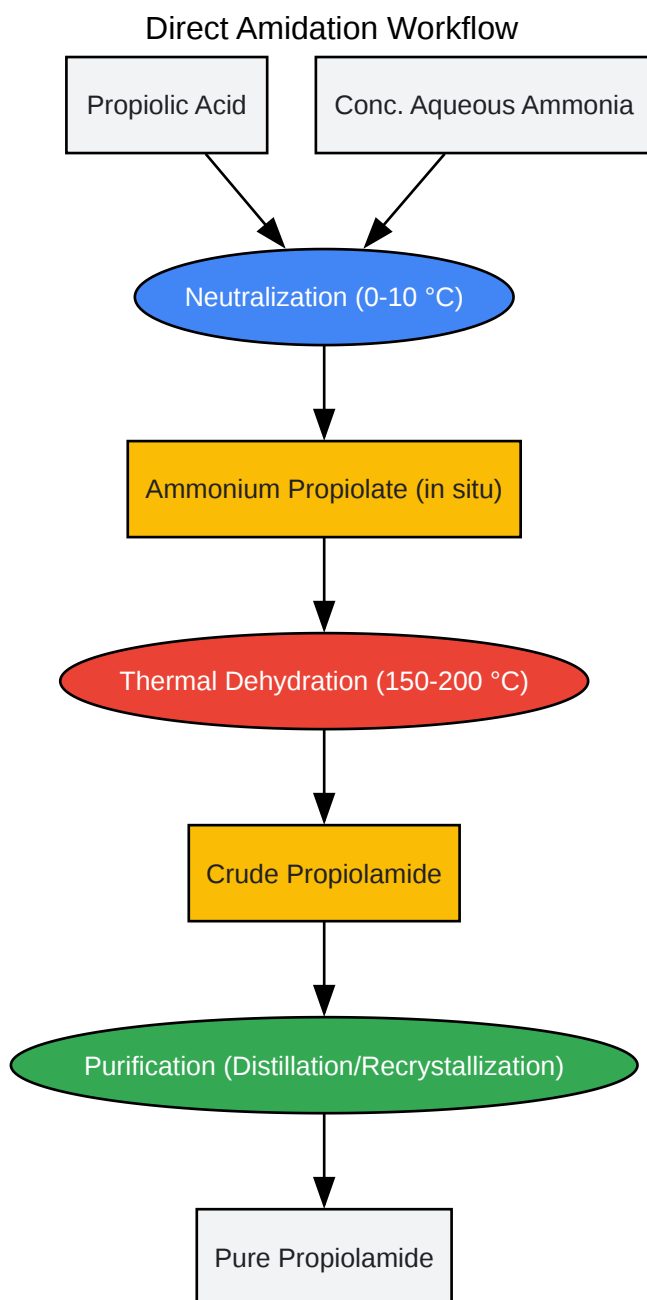 Direct Amidation Workflow
Propiolic Acid
Conc. Aqueous Ammonia
Neutralization (0-10 °C)
Ammonium Propiolate (in situ)
Thermal Dehydration (150-200 °C)
Crude Propiolamide
Purification (Distillation/Recrystallization)
Pure Propiolamide